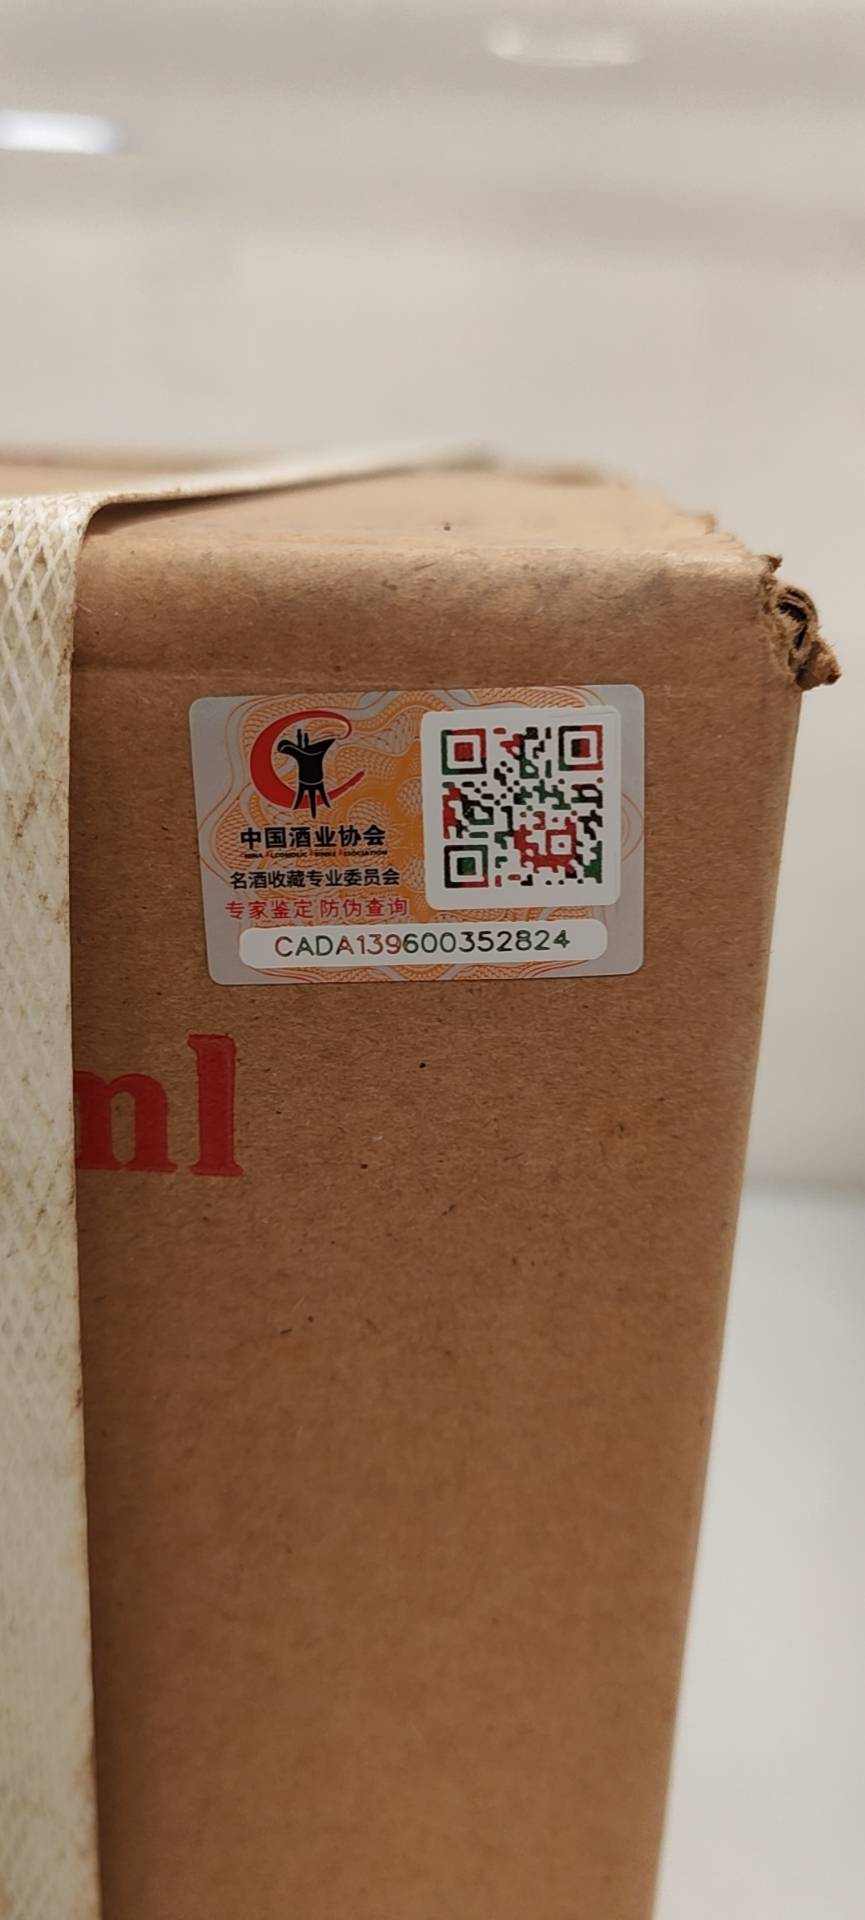 中国酒业协会
名酒收藏专业委员会
专家鉴定 防伪查询
CADA139600352824
ml